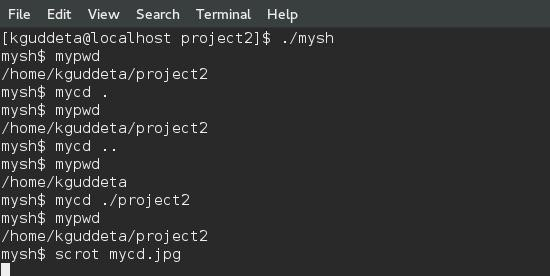 File Edit View Search Terminal Help
[kguddeta@localhost project2]$ ./mysh
mysh$ mypwd
/home/kguddeta/project2
mysh$ mycd .
mysh$ mypwd
/home/kguddeta/project2
mysh$ mycd ..
mysh$ mypwd
/home/kguddeta
mysh$ mycd ./project2
mysh$ mypwd
/home/kguddeta/project2
mysh$ scrot mycd.jpg